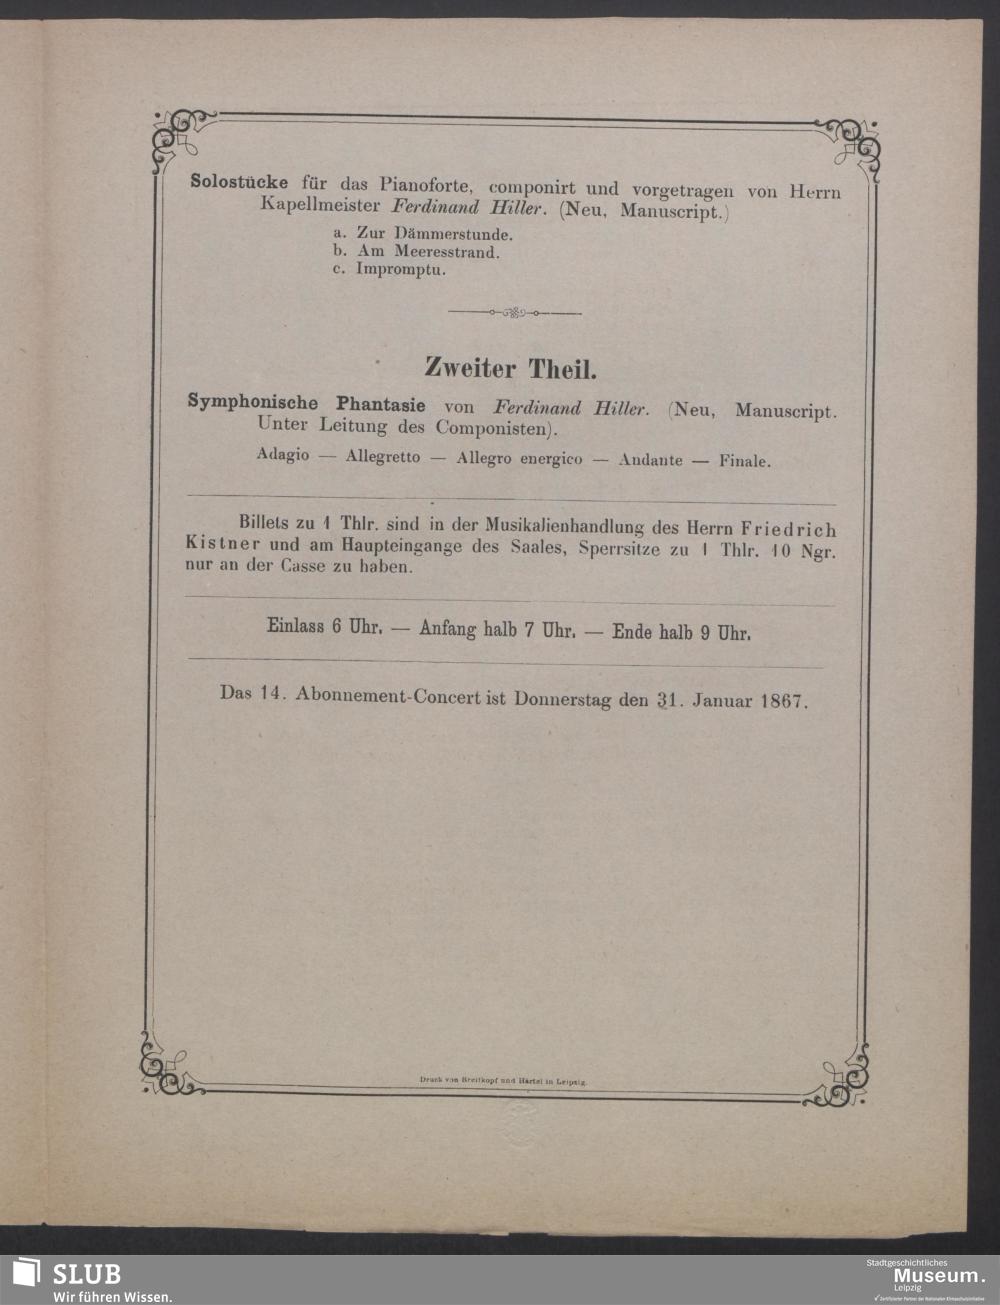 Solostücke für das Pianoforte, componirt und vorgetragen von Herrn
Kapellmeister Ferdinand Hiller. (Neu, Manuscript.)
a. Zur Dämmerstunde.
b. Am Meeresstrand.
c. Impromptu.
Zweiter Theil.
Symphonische Phantasie von Ferdinand Hiller. (Neu, Manuscript.
Unter Leitung des Componisten).
Adagio — Allegretto — Allegro energico — Andante — Finale.
Billets zu 1 Thlr. sind in der Musikalienhandlung des Herrn Friedrich
Kistner und am Haupteingange des Saales, Sperrsitze zu 1 Thlr. 10 Ngr.
nur an der Casse zu haben.
Einlass 6 Uhr. — Anfang halb 7 Uhr. — Ende halb 9 Uhr.
Das 14. Abonnement-Concert ist Donnerstag den 31. Januar 1867.
Druck von Breitkopf und Härtel in Leipzig.
SLUB
Wir führen Wissen.
Stadtgeschichtliches
Museum.
Leipzig
Zertifizierter Partner der Nationalen Klimaschutzinitiative